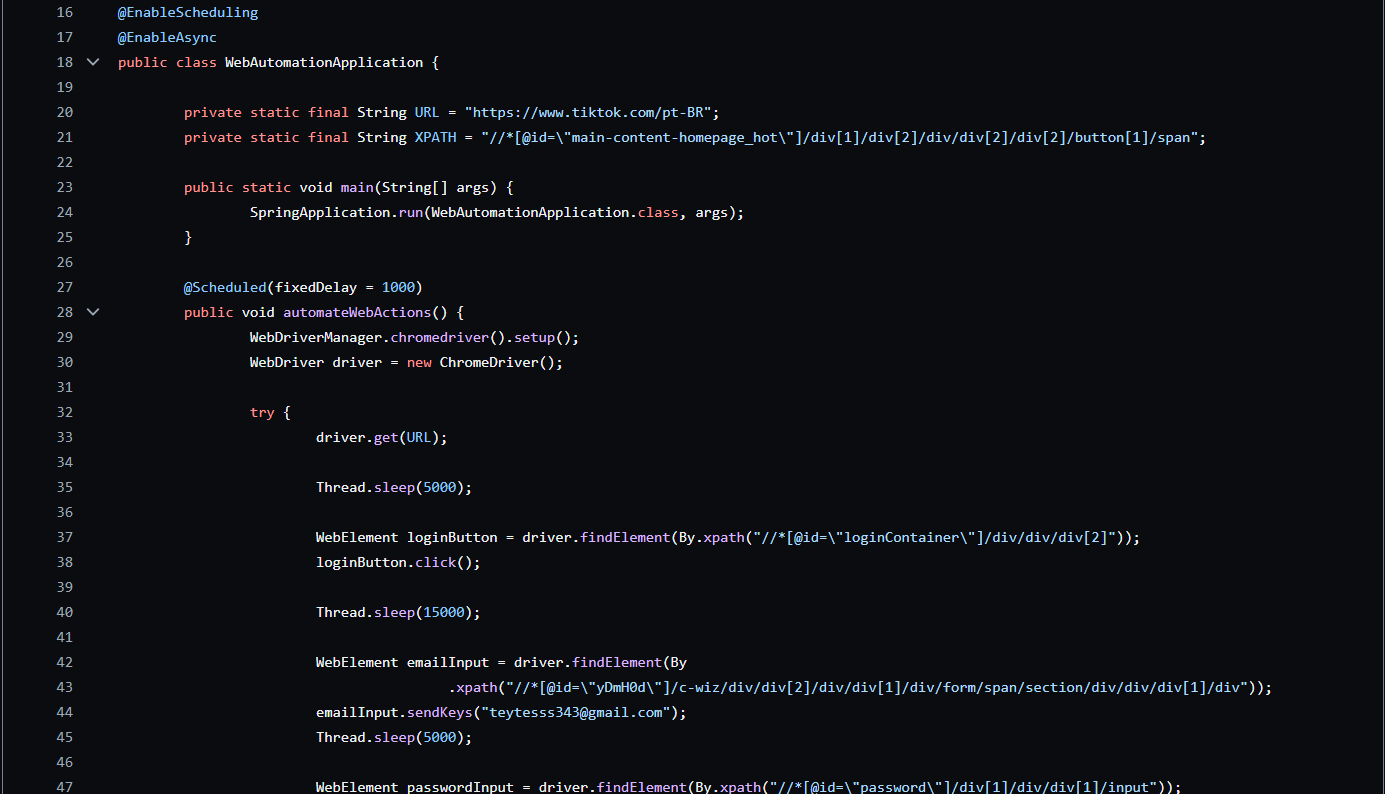 16 @EnableScheduling
17 @EnableAsync
18 public class WebAutomationApplication {
19
20 private static final String URL = "https://www.tiktok.com/pt-BR";
21 private static final String XPATH = "//*[@id=\"main-content-homepage_hot\"]/div[1]/div[2]/div/div[2]/div[2]/button[1]/span";
22
23 public static void main(String[] args) {
24 SpringApplication.run(WebAutomationApplication.class, args);
25 }
26
27 @Scheduled(fixedDelay = 1000)
28 public void automateWebActions() {
29 WebDriverManager.chromedriver().setup();
30 WebDriver driver = new ChromeDriver();
31
32 try {
33 driver.get(URL);
34
35 Thread.sleep(5000);
36
37 WebElement loginButton = driver.findElement(By.xpath("//*[@id=\"loginContainer\"]/div/div/div[2]"));
38 loginButton.click();
39
40 Thread.sleep(15000);
41
42 WebElement emailInput = driver.findElement(By
43 .xpath("//*[@id=\"yDmH0d\"]/c-wiz/div/div[2]/div/div[1]/div/form/span/section/div/div/div[1]/div"));
44 emailInput.sendKeys("teytesss343@gmail.com");
45 Thread.sleep(5000);
46
47 WebElement passwordInput = driver.findElement(By.xpath("//*[@id=\"password\"]/div[1]/div/div[1]/input"));